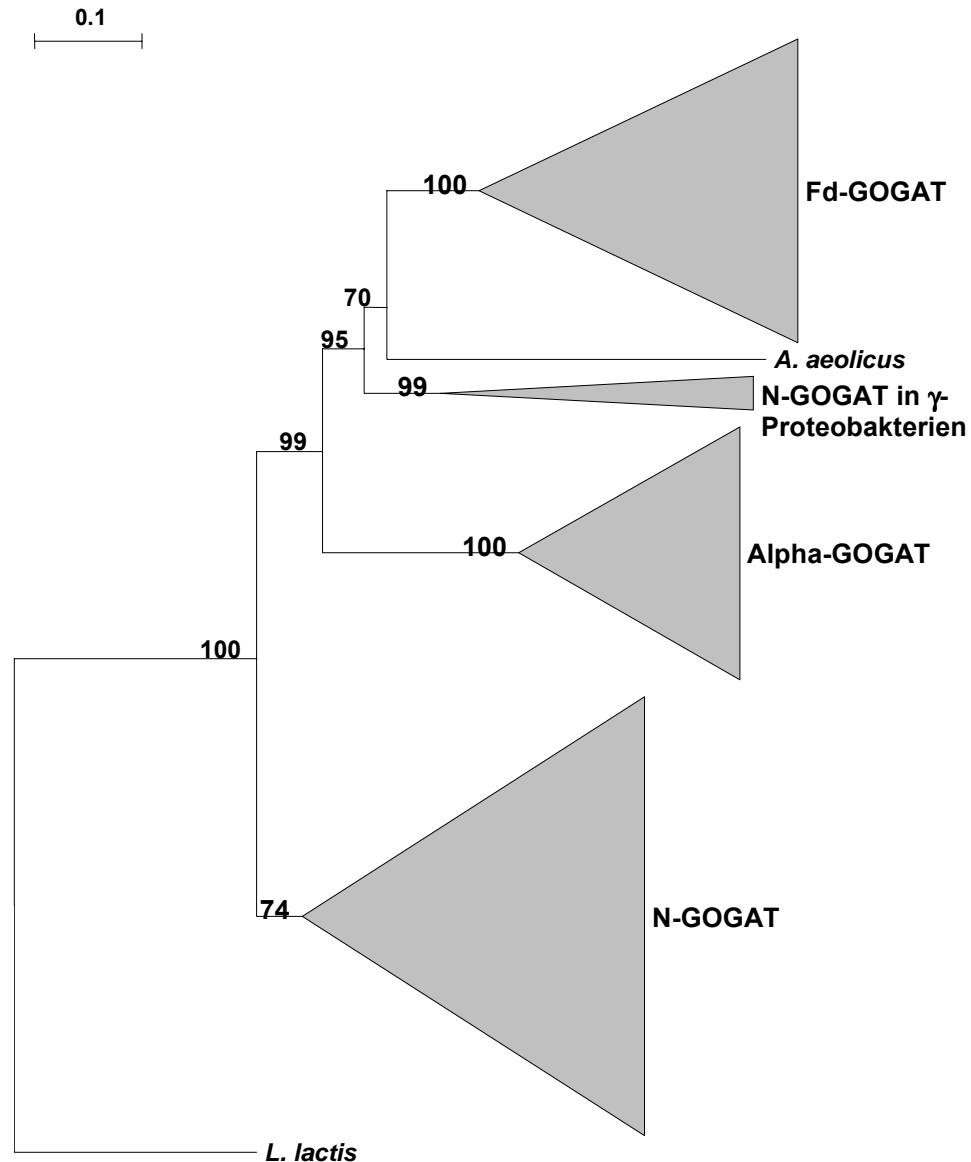 0.1
100
Fd-GOGAT
70
95
A. aeolicus
99
N-GOGAT in γ-
Proteobakterien
99
100
Alpha-GOGAT
100
74
N-GOGAT
L. lactis